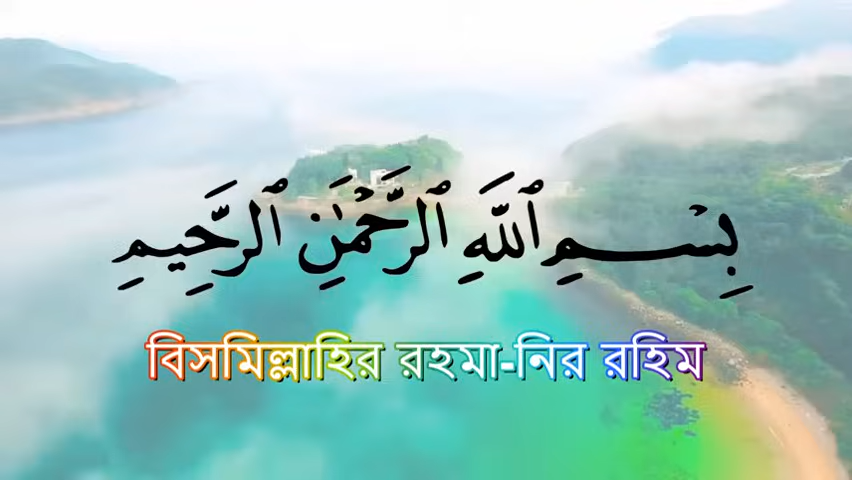 بِسْمِ ٱللَّهِ ٱلرَّحْمَٰنِ ٱلرَّحِيمِ
বিসমিল্লাহির রহমা-নির রহিম